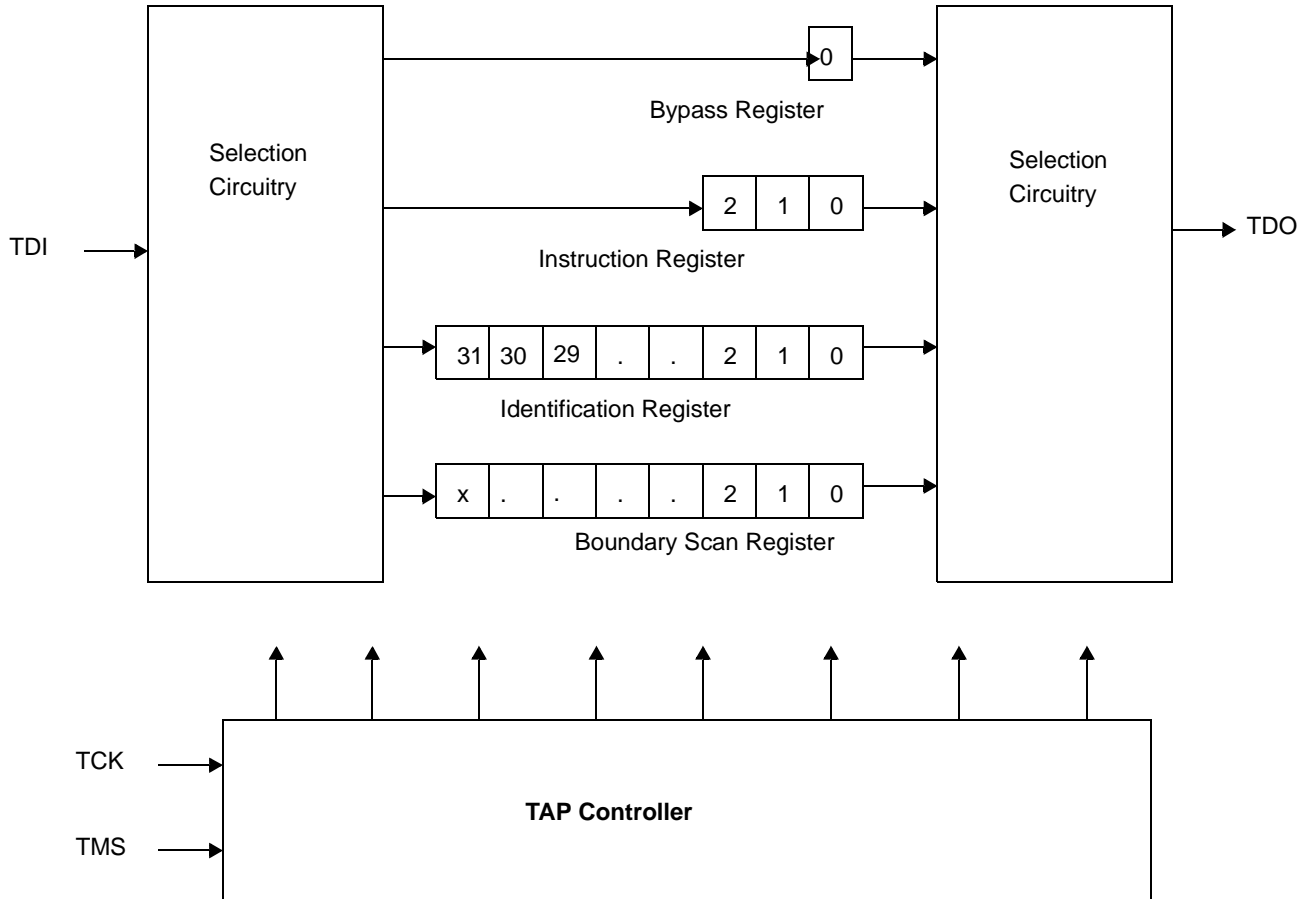 0
Bypass Register
Selection
Circuitry
Selection
Circuitry
2 1 0
TDI
TDO
Instruction Register
31 30 29 . . 2 1 0
Identification Register
x . . . . 2 1 0
Boundary Scan Register
TCK
TAP Controller
TMS